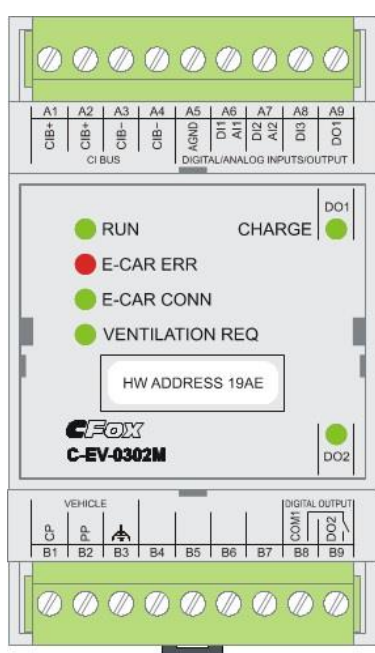 A1 A2 A3 A4 A5 A6 A7 A8 A9
CIB+ CIB+ CIB- CIB- AGND DI1 AI1 DI2 AI2 DI3 DO1
CI BUS DIGITAL/ANALOG INPUTS/OUTPUT
DO1
RUN CHARGE
E-CAR ERR
E-CAR CONN
VENTILATION REQ
HW ADDRESS 19AE
CFOX
C-EV-0302M
DO2
VEHICLE DIGITAL OUTPUT
CP PP COM1 DO2
B1 B2 B3 B4 B5 B6 B7 B8 B9